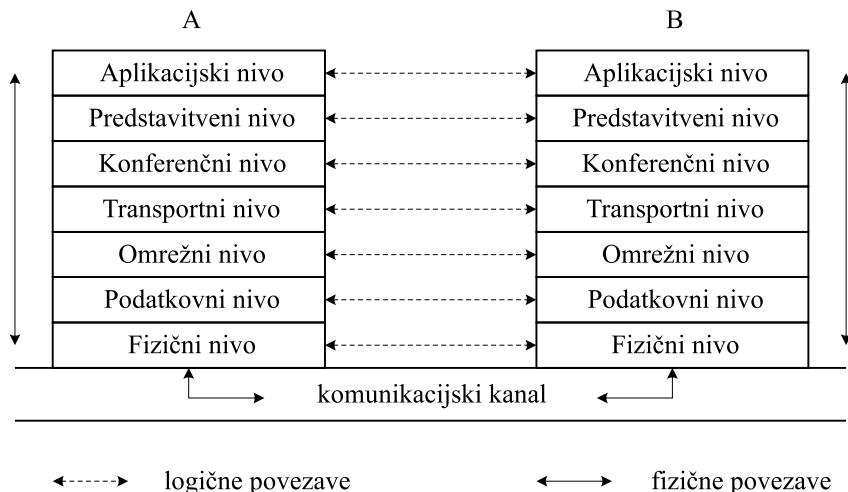 A B
Aplikacijski nivo Aplikacijski nivo
Predstavitveni nivo Predstavitveni nivo
Konferenčni nivo Konferenčni nivo
Transportni nivo Transportni nivo
Omrežni nivo Omrežni nivo
Podatkovni nivo Podatkovni nivo
Fizični nivo Fizični nivo
komunikacijski kanal
logične povezave fizične povezave